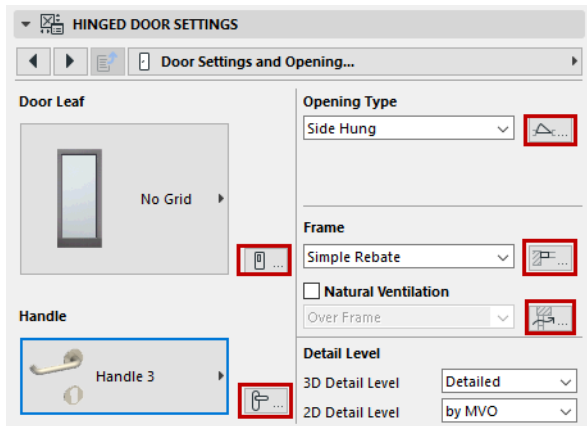 HINGED DOOR SETTINGS
Door Settings and Opening...
Door Leaf
No Grid
...
Handle
Handle 3
...
Opening Type
Side Hung
...
Frame
Simple Rebate
...
Natural Ventilation
Over Frame
...
Detail Level
3D Detail Level
Detailed
2D Detail Level
by MVO